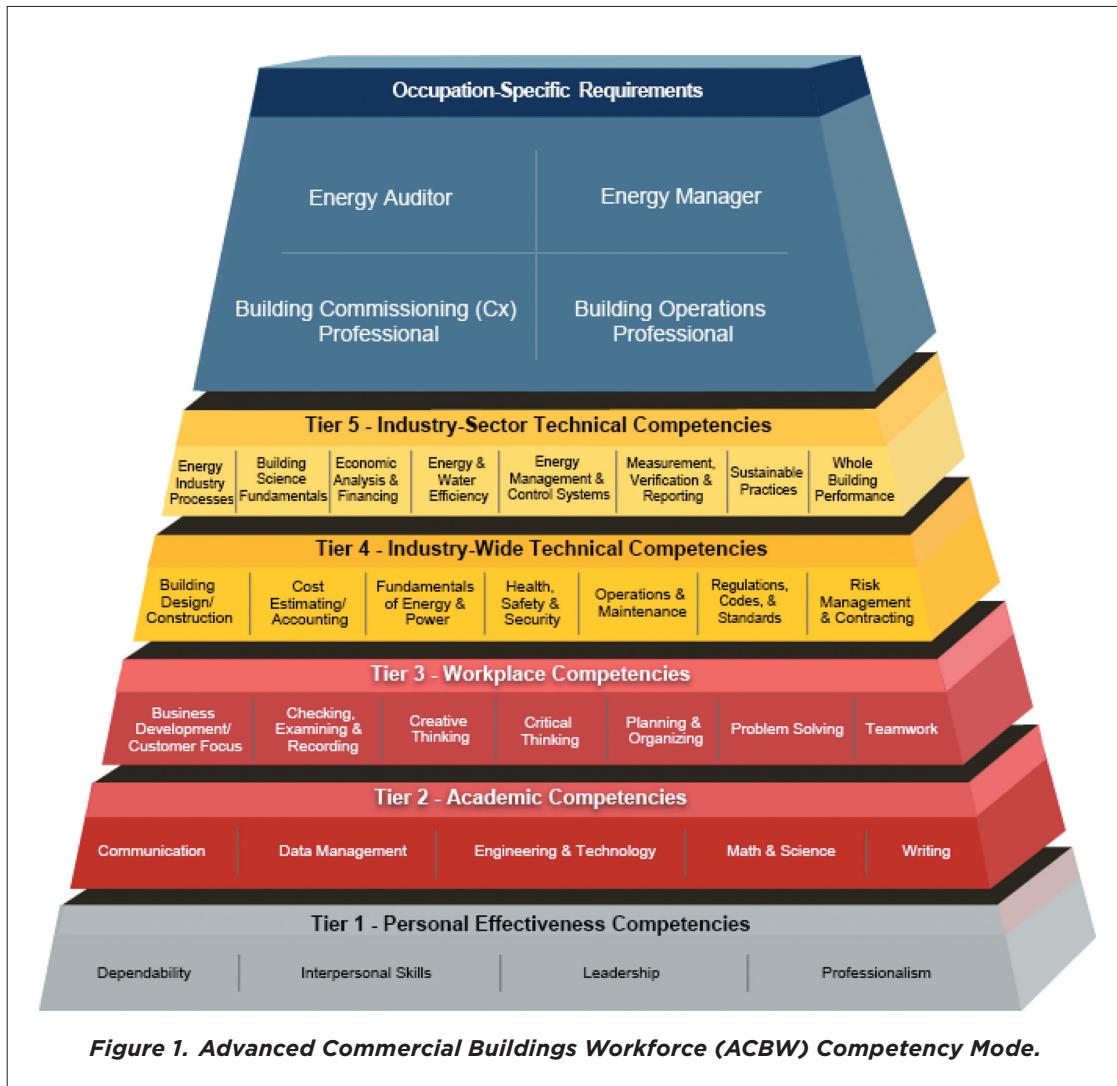 Occupation-Specific Requirements
Energy Auditor
Energy Manager
Building Commissioning (Cx)
Professional
Building Operations
Professional
Tier 5 - Industry-Sector Technical Competencies
Energy
Industry
Processes
Building
Science
Fundamentals
Economic
Analysis &
Financing
Energy &
Water
Efficiency
Energy
Management &
Control Systems
Measurement,
Verification &
Reporting
Sustainable
Practices
Whole
Building
Performance
Tier 4 - Industry-Wide Technical Competencies
Building
Design/
Construction
Cost
Estimating/
Accounting
Fundamentals
of Energy &
Power
Health,
Safety &
Security
Operations &
Maintenance
Regulations,
Codes, &
Standards
Risk
Management
& Contracting
Tier 3 - Workplace Competencies
Business
Development/
Customer Focus
Checking,
Examining &
Recording
Creative
Thinking
Critical
Thinking
Planning &
Organizing
Problem Solving
Teamwork
Tier 2 - Academic Competencies
Communication
Data Management
Engineering & Technology
Math & Science
Writing
Tier 1 - Personal Effectiveness Competencies
Dependability
Interpersonal Skills
Leadership
Professionalism
Figure 1. Advanced Commercial Buildings Workforce (ACBW) Competency Mode.